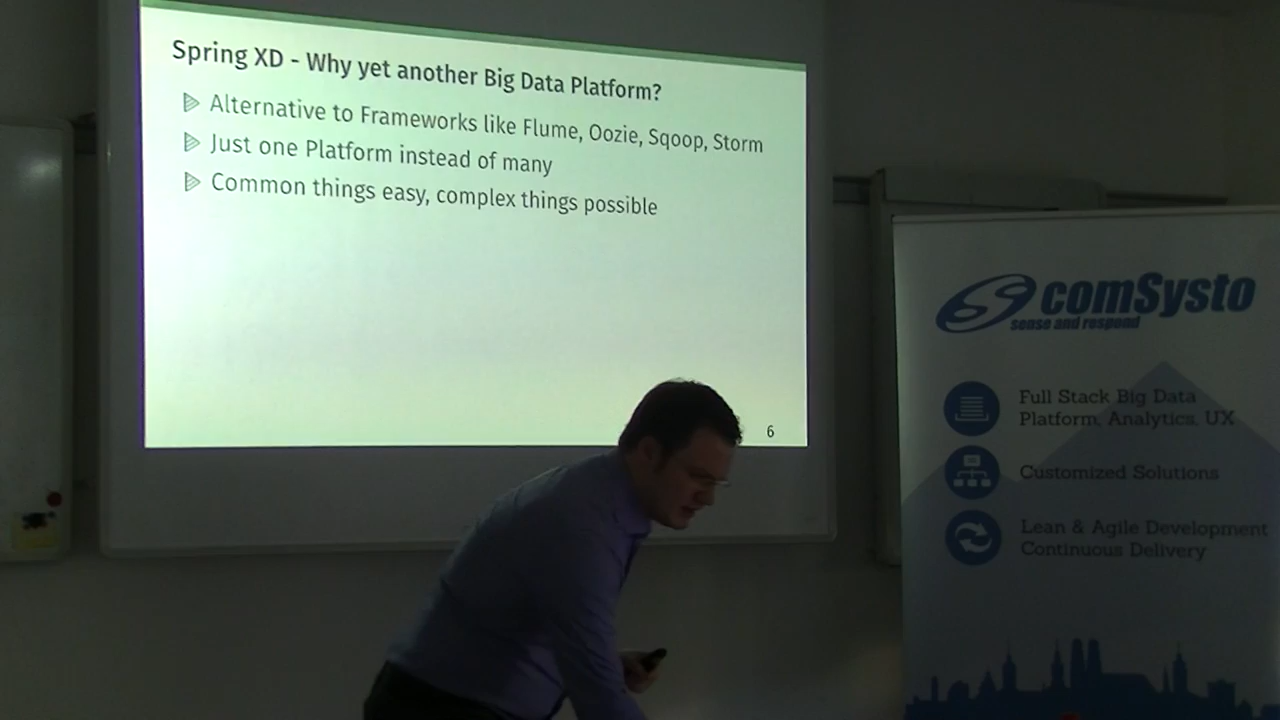 Spring XD - Why yet another Big Data Platform?
Alternative to Frameworks like Flume, Oozie, Sqoop, Storm
Just one Platform instead of many
Common things easy, complex things possible
6
comSysto
sense and respond
Full Stack Big Data
Platform, Analytics, UX
Customized Solutions
Lean & Agile Development
Continuous Delivery